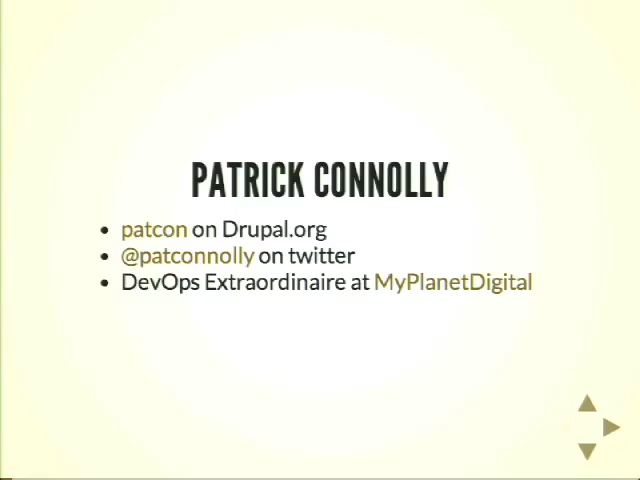 PATRICK CONNOLLY
patcon on Drupal.org
@patconnolly on twitter
DevOps Extraordinaire at MyPlanetDigital